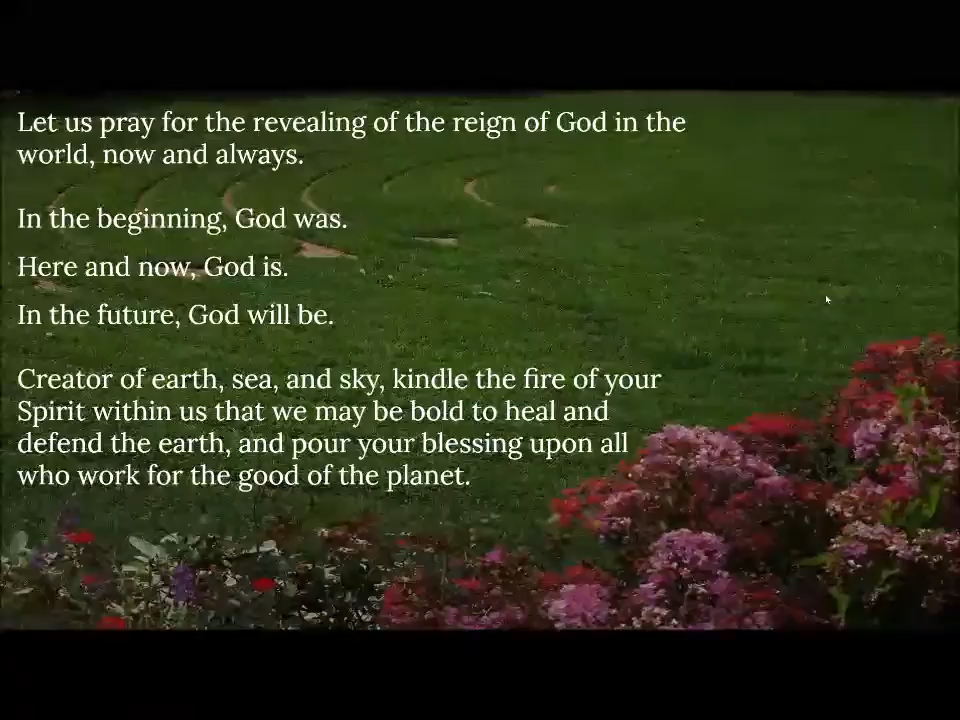 Let us pray for the revealing of the reign of God in the
world, now and always.
In the beginning, God was.
Here and now, God is.
In the future, God will be.
Creator of earth, sea, and sky, kindle the fire of your
Spirit within us that we may be bold to heal and
defend the earth, and pour your blessing upon all
who work for the good of the planet.